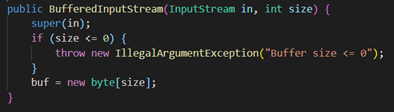 public BufferedInputStream(InputStream in, int size) {
    super(in);
    if (size <= 0) {
        throw new IllegalArgumentException("Buffer size <= 0");
    }
    buf = new byte[size];
}